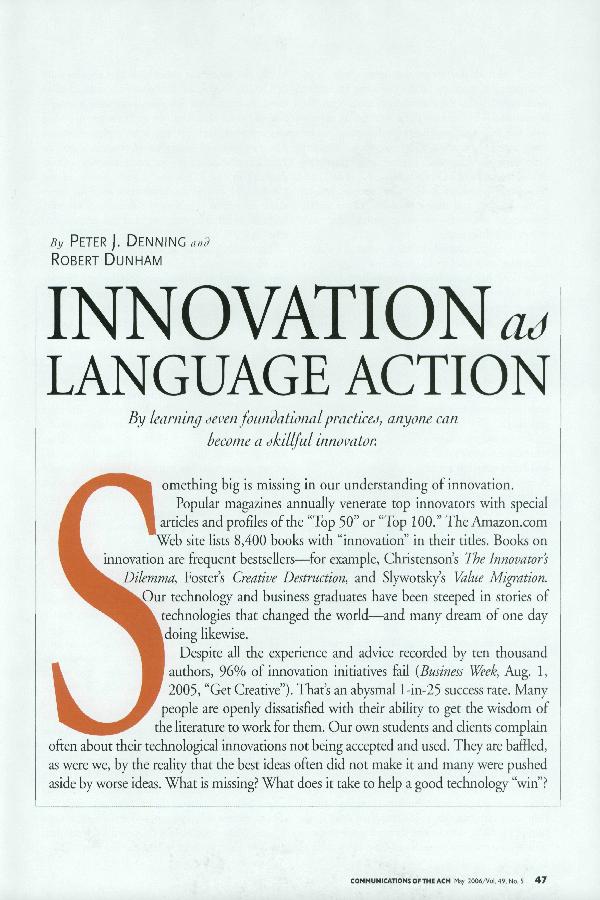 By PETER J. DENNING and
ROBERT DUNHAM
INNOVATION as
LANGUAGE ACTION
By learning seven foundational practices, anyone can
become a skillful innovator.
Something big is missing in our understanding of innovation.
Popular magazines annually venerate top innovators with special
articles and profiles of the “Top 50” or “Top 100.” The Amazon.com
Web site lists 8,400 books with “innovation” in their titles. Books on
innovation are frequent bestsellers—for example, Christenson’s The Innovator’s
Dilemma, Foster’s Creative Destruction, and Slywotsky’s Value Migration.
Our technology and business graduates have been steeped in stories of
technologies that changed the world—and many dream of one day
doing likewise.
Despite all the experience and advice recorded by ten thousand
authors, 96% of innovation initiatives fail (Business Week, Aug. 1,
2005, “Get Creative”). That’s an abysmal 1-in-25 success rate. Many
people are openly dissatisfied with their ability to get the wisdom of
the literature to work for them. Our own students and clients complain
often about their technological innovations not being accepted and used. They are baffled,
as were we, by the reality that the best ideas often did not make it and many were pushed
aside by worse ideas. What is missing? What does it take to help a good technology “win”?
COMMUNICATIONS OF THE ACM May 2006/Vol. 49, No. 5 47